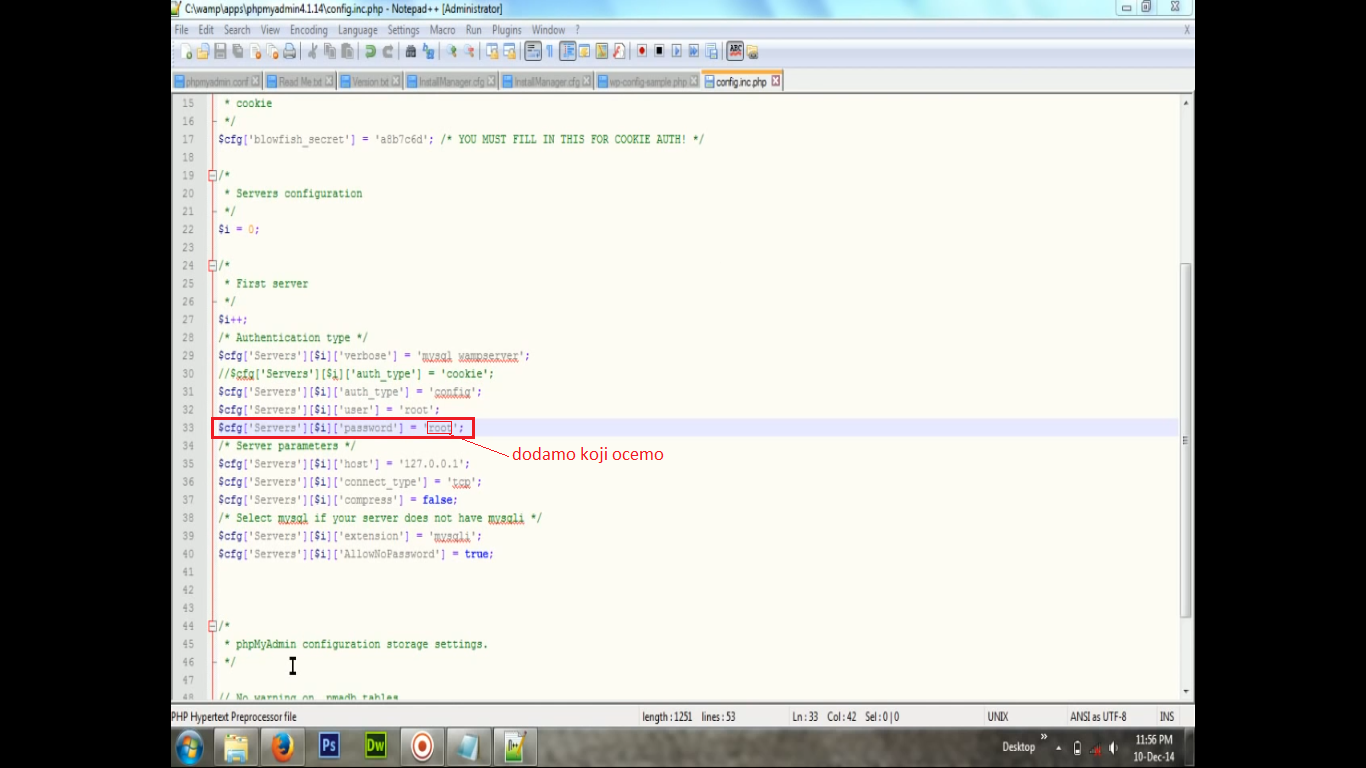 C:\wamp\apps\phpmyadmin4.1.14\config.inc.php - Notepad++ [Administrator]
File Edit Search View Encoding Language Settings Macro Run Plugins Window ? X
phpmyadmin.conf Read Me.txt Version.txt InstallManager.cfg InstallManager.cfg wp-config-sample.php config.inc.php
15 * cookie
16 */
17 $cfg['blowfish_secret'] = 'a8b7c6d'; /* YOU MUST FILL IN THIS FOR COOKIE AUTH! */
18
19 /*
20 * Servers configuration
21 */
22 $i = 0;
23
24 /*
25 * First server
26 */
27 $i++;
28 /* Authentication type */
29 $cfg['Servers'][$i]['verbose'] = 'mysql wampserver';
30 //$cfg['Servers'][$i]['auth_type'] = 'cookie';
31 $cfg['Servers'][$i]['auth_type'] = 'config';
32 $cfg['Servers'][$i]['user'] = 'root';
33 $cfg['Servers'][$i]['password'] = 'root';
34 /* Server parameters */
dodamo koji ocemo
35 $cfg['Servers'][$i]['host'] = '127.0.0.1';
36 $cfg['Servers'][$i]['connect_type'] = 'tcp';
37 $cfg['Servers'][$i]['compress'] = false;
38 /* Select mysql if your server does not have mysqli */
39 $cfg['Servers'][$i]['extension'] = 'mysqli';
40 $cfg['Servers'][$i]['AllowNoPassword'] = true;
41
42
43
44 /*
45 * phpMyAdmin configuration storage settings.
46 */
47
48 // No warning on pmadb tables
PHP Hypertext Preprocessor file length : 1251 lines : 53 Ln : 33 Col : 42 Sel : 0 | 0 UNIX ANSI as UTF-8 INS
Ps Dw Desktop » 11:56 PM
10-Dec-14